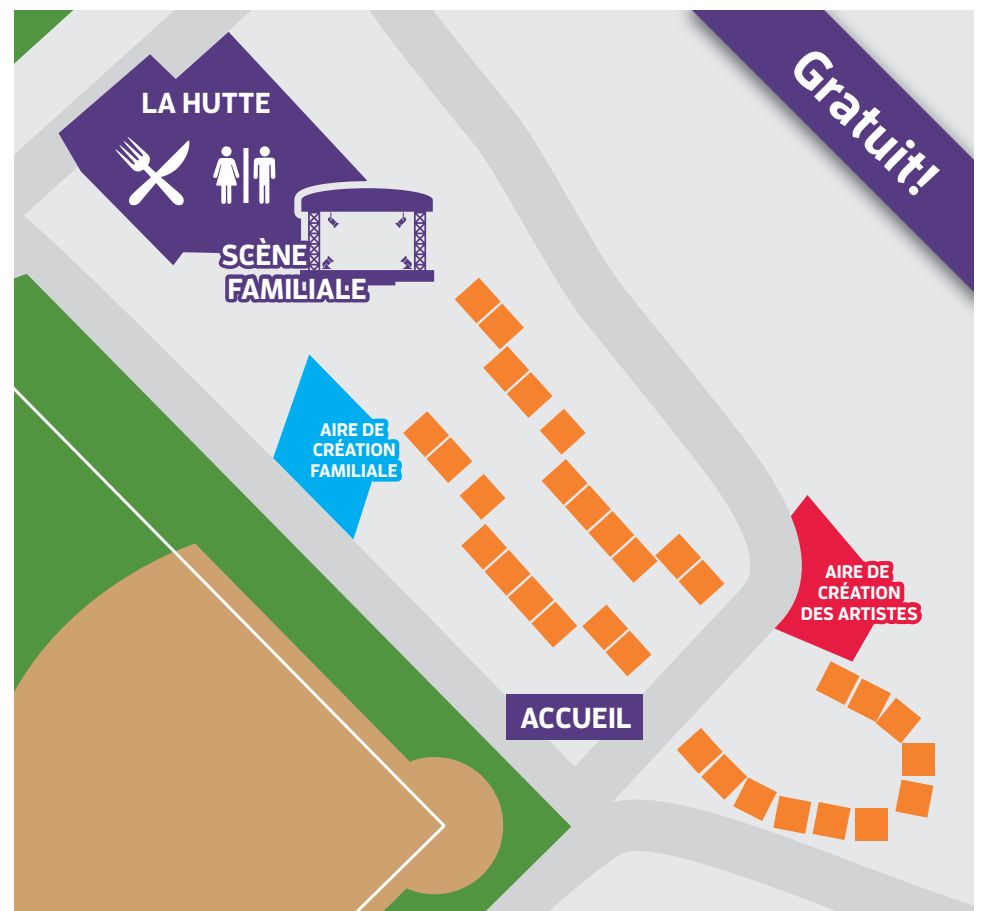 LA HUTTE
Gratuit!
SCÈNE
FAMILIALE
AIRE DE
CRÉATION
FAMILIALE
AIRE DE
CRÉATION
DES ARTISTES
ACCUEIL